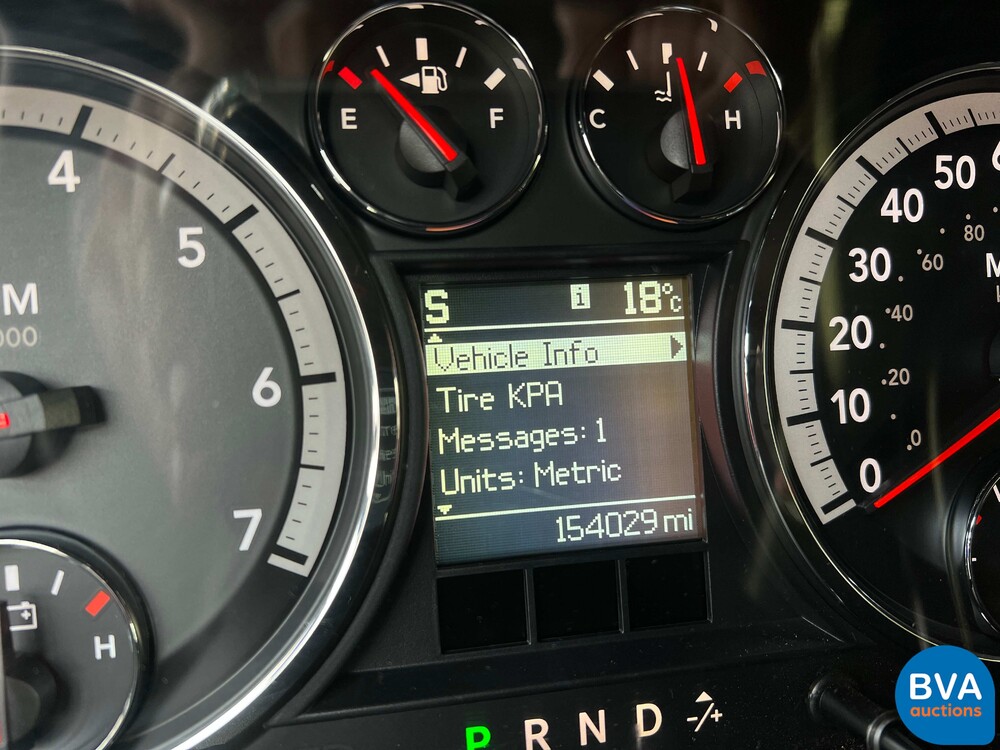 E
F
C
H
4
5
6
7
M
000
H
S
i
18°C
Vehicle Info
Tire KPA
Messages: 1
Units: Metric
154029 mi
50
40
30
20
10
0
80
60
40
20
0
P R N D -/+
BVA
auctions